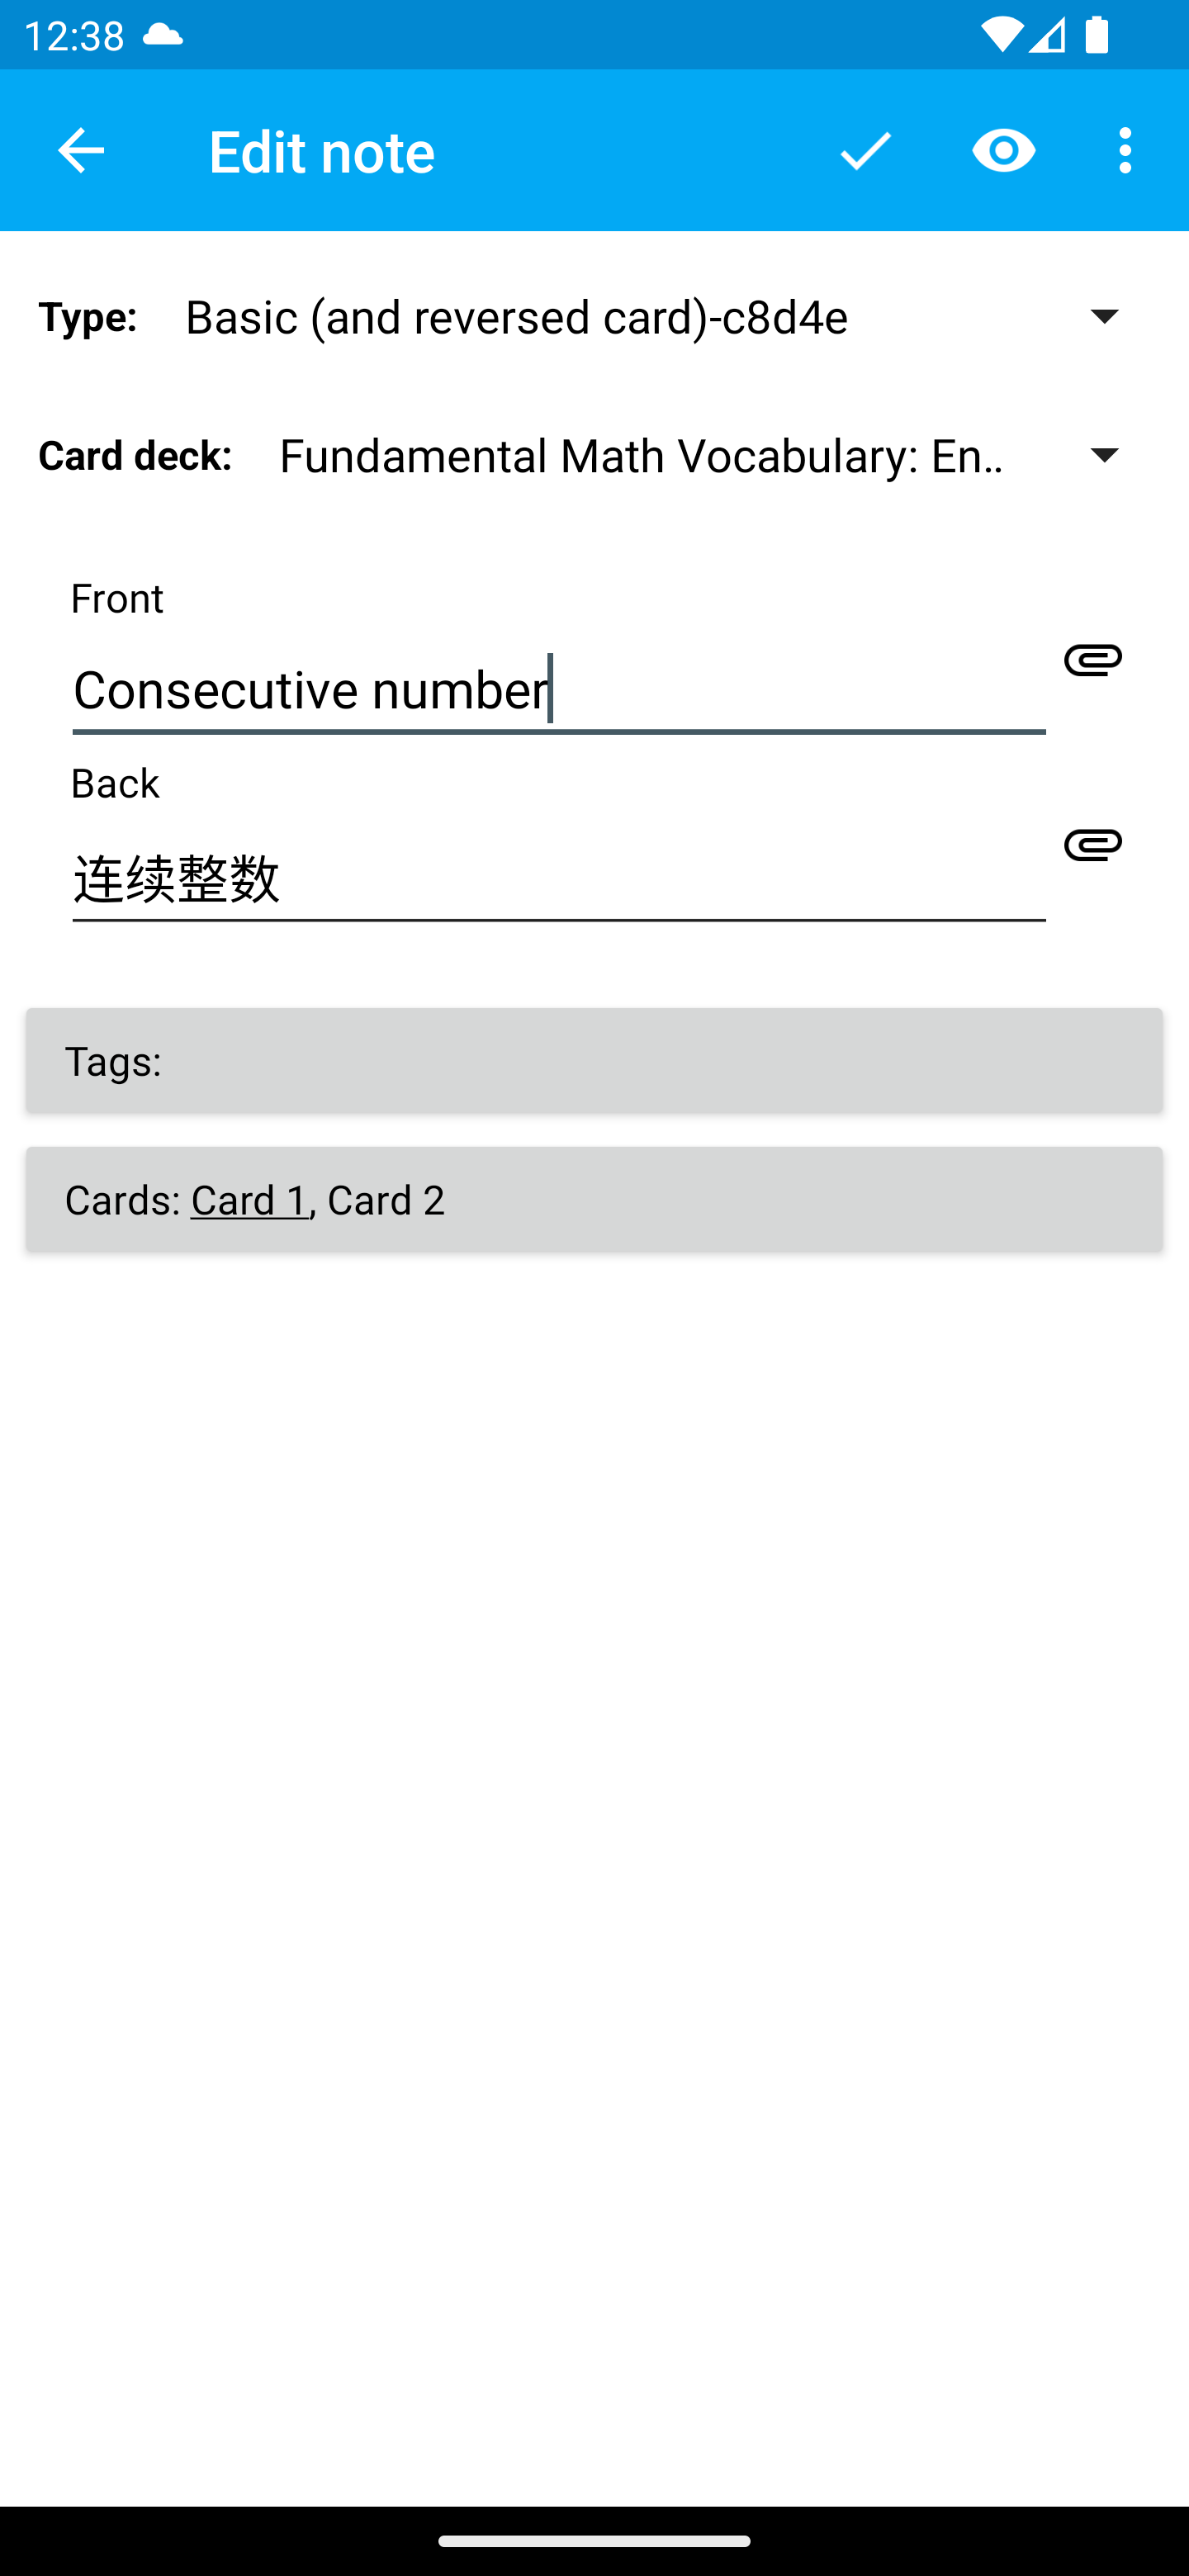 12:38
Edit note
Type: Basic (and reversed card)-c8d4e
Card deck: Fundamental Math Vocabulary: En..
Front
Consecutive number
Back
连续整数
Tags:
Cards: Card 1, Card 2